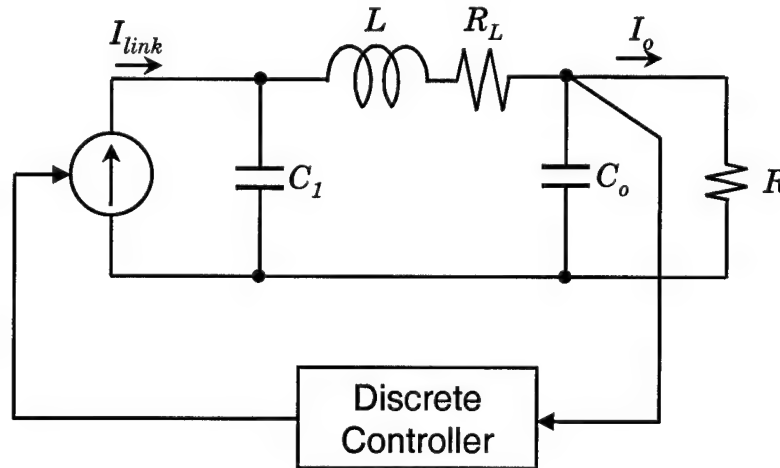 I_link
L
R_L
I_o
C_1
C_o
R
Discrete
Controller